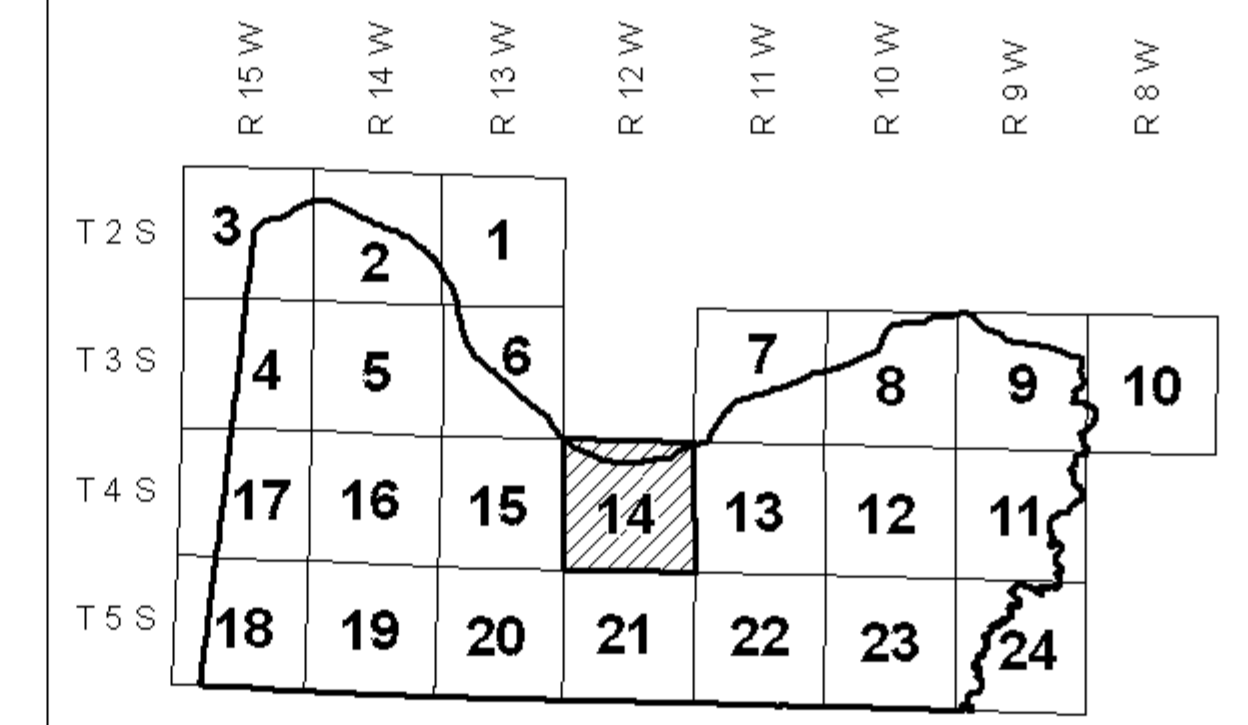 R 15 W R 14 W R 13 W R 12 W R 11 W R 10 W R 9 W R 8 W
T 2 S 3 2 1
T 3 S 4 5 6 7 8 9 10
T 4 S 17 16 15 14 13 12 11
T 5 S 18 19 20 21 22 23 24